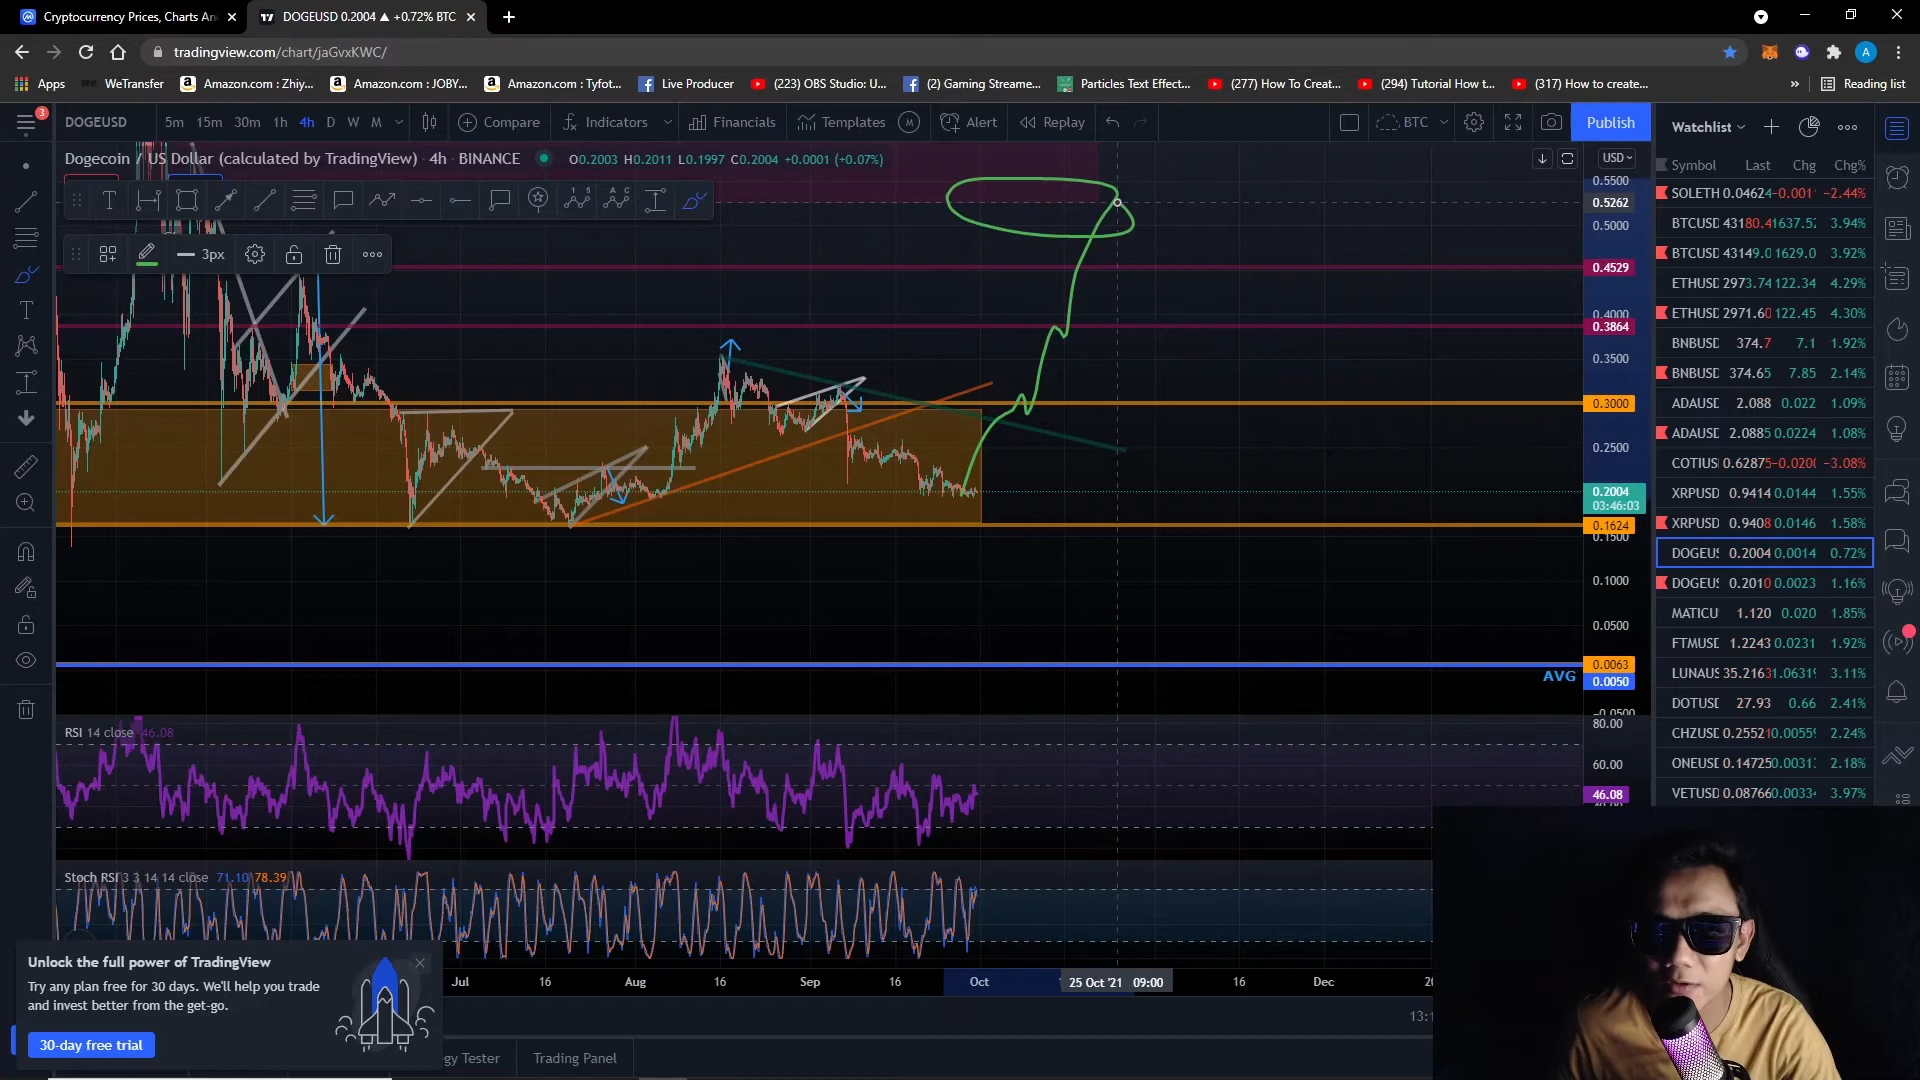 Cryptocurrency Prices, Charts An
DOGEUSD 0.2004 ▲ +0.72% BTC
tradingview.com/chart/jaGvxKWC/
A
Apps
WeTransfer
Amazon.com : Zhiy...
Amazon.com : JOBY...
Amazon.com : Tyfot...
Live Producer
(223) OBS Studio: U...
(2) Gaming Streame...
Particles Text Effect...
(277) How To Creat...
(294) Tutorial How t...
(317) How to create...
»
Reading list
3
DOGEUSD
5m 15m 30m 1h 4h D W M
Compare
Indicators
Financials
Templates
M
Alert
Replay
BTC
Publish
Dogecoin / US Dollar (calculated by TradingView) · 4h · BINANCE
O0.2003 H0.2011 L0.1997 C0.2004 +0.0001 (+0.07%)
USD
3px
0.5500
0.5262
0.5000
0.4529
0.4000
0.3864
0.3500
0.3000
0.2500
0.2004
03:46:03
0.1624
0.1500
0.1000
0.0500
0.0063
AVG
0.0050
-0.0500
RSI 14 close 46.08
80.00
60.00
46.08
Stoch RSI 3 3 14 14 close 71.10 78.39
Jul 16 Aug 16 Sep 16 Oct
25 Oct '21 09:00
16 Dec
13:1
Unlock the full power of TradingView
Try any plan free for 30 days. We'll help you trade
and invest better from the get-go.
30-day free trial
gy Tester
Trading Panel
Watchlist
Symbol Last Chg Chg%
SOLETH 0.04624 -0.001 -2.44%
BTCUSD 43180.4 1637.52 3.94%
BTCUSD 43149.0 1629.0 3.92%
ETHUSD 2973.74 122.34 4.29%
ETHUSD 2971.60 122.45 4.30%
BNBUSD 374.7 7.1 1.92%
BNBUSD 374.65 7.85 2.14%
ADAUSD 2.088 0.022 1.09%
ADAUSD 2.0885 0.0224 1.08%
COTIUS 0.62875 -0.020 -3.08%
XRPUSD 0.9414 0.0144 1.55%
XRPUSD 0.9408 0.0146 1.58%
DOGEUS 0.2004 0.0014 0.72%
DOGEUS 0.2010 0.0023 1.16%
MATICU 1.120 0.020 1.85%
FTMUSD 1.2243 0.0231 1.92%
LUNAUS 35.2163 1.0631 3.11%
DOTUSD 27.93 0.66 2.41%
CHZUSD 0.25521 0.0055 2.24%
ONEUSD 0.14725 0.0031 2.18%
VETUSD 0.08766 0.0033 3.97%